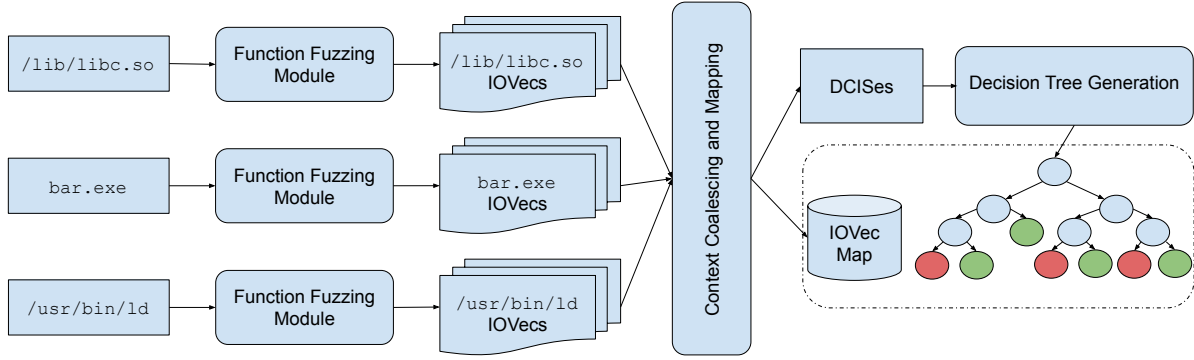 /lib/libc.so
Function Fuzzing
Module
/lib/libc.so
IOVecs
bar.exe
Function Fuzzing
Module
bar.exe
IOVecs
/usr/bin/ld
Function Fuzzing
Module
/usr/bin/ld
IOVecs
Context Coalescing and Mapping
DCISes
Decision Tree Generation
IOVec
Map